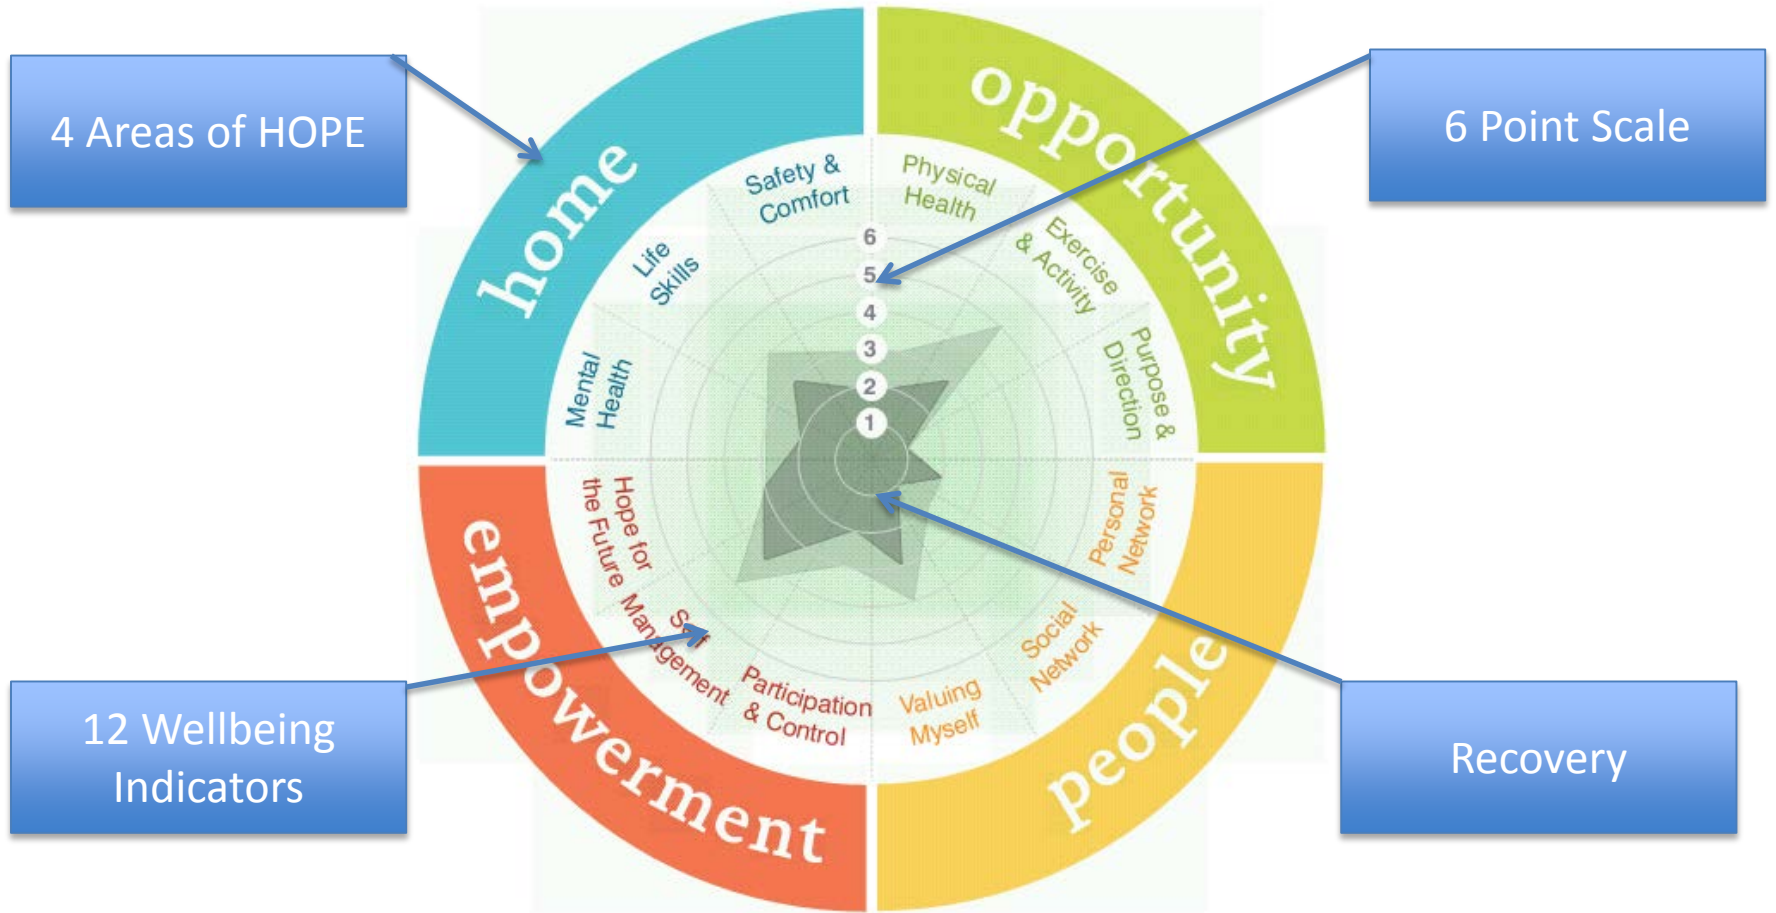 4 Areas of HOPE
6 Point Scale
home
opportunity
Safety &
Comfort
Physical
Health
Life
Skills
Exercise
& Activity
Mental
Health
Purpose &
Direction
6
5
4
3
2
1
Hope for
the Future
Personal
Network
Self
Management
Social
Network
Participation
& Control
Valuing
Myself
empowerment
people
12 Wellbeing
Indicators
Recovery